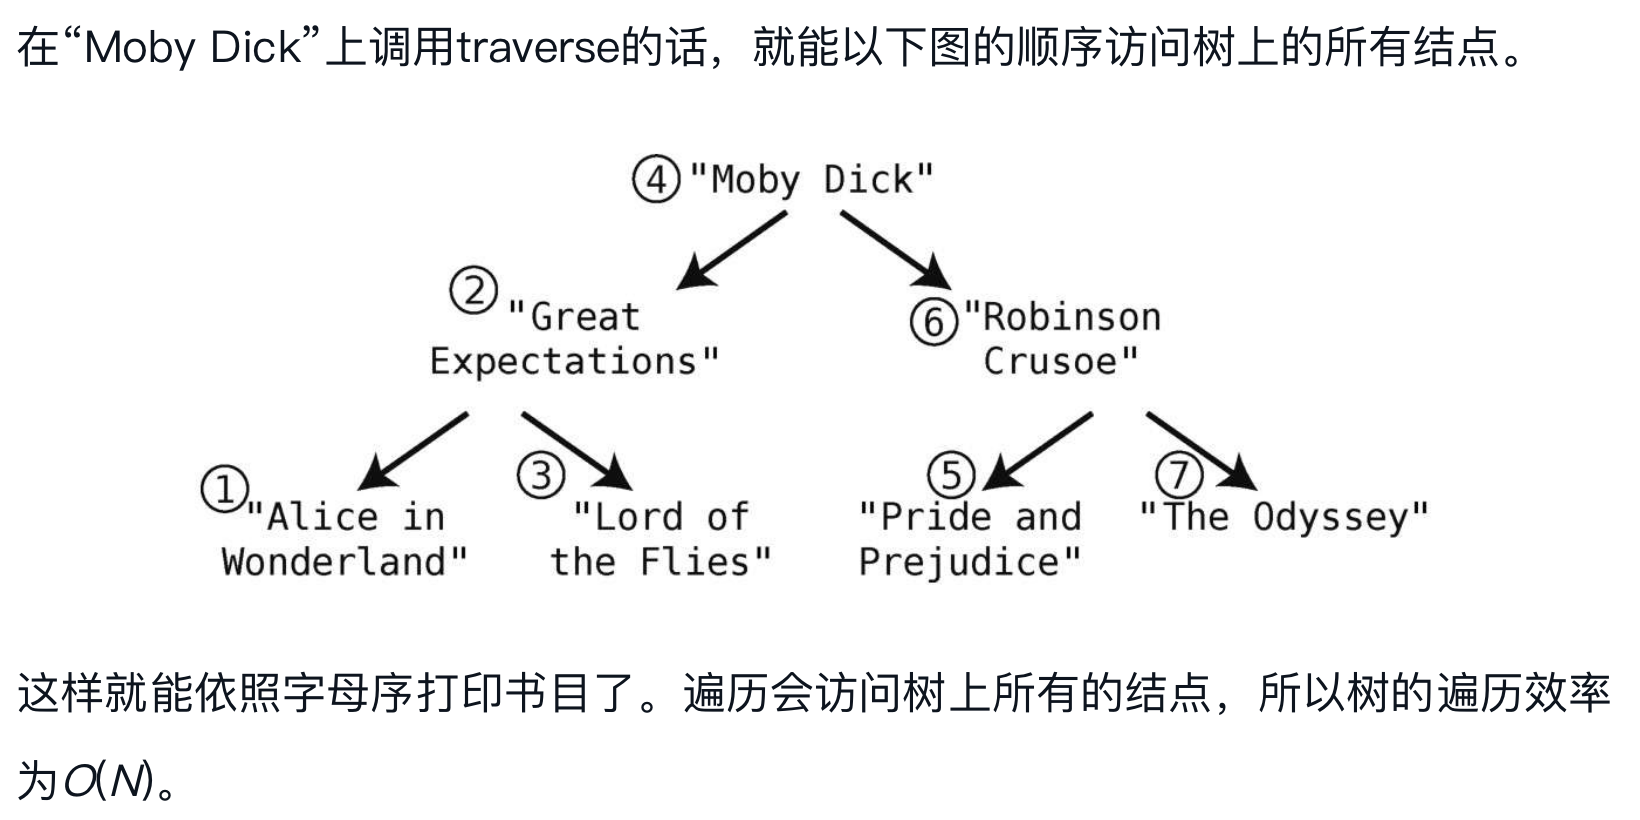 在“Moby Dick”上调用traverse的话，就能以下图的顺序访问树上的所有结点。
④"Moby Dick"
②"Great
Expectations"
⑥"Robinson
Crusoe"
①"Alice in
Wonderland"
③"Lord of
the Flies"
⑤"Pride and
Prejudice"
⑦"The Odyssey"
这样就能依照字母序打印书目了。遍历会访问树上所有的结点，所以树的遍历效率
为O(N)。